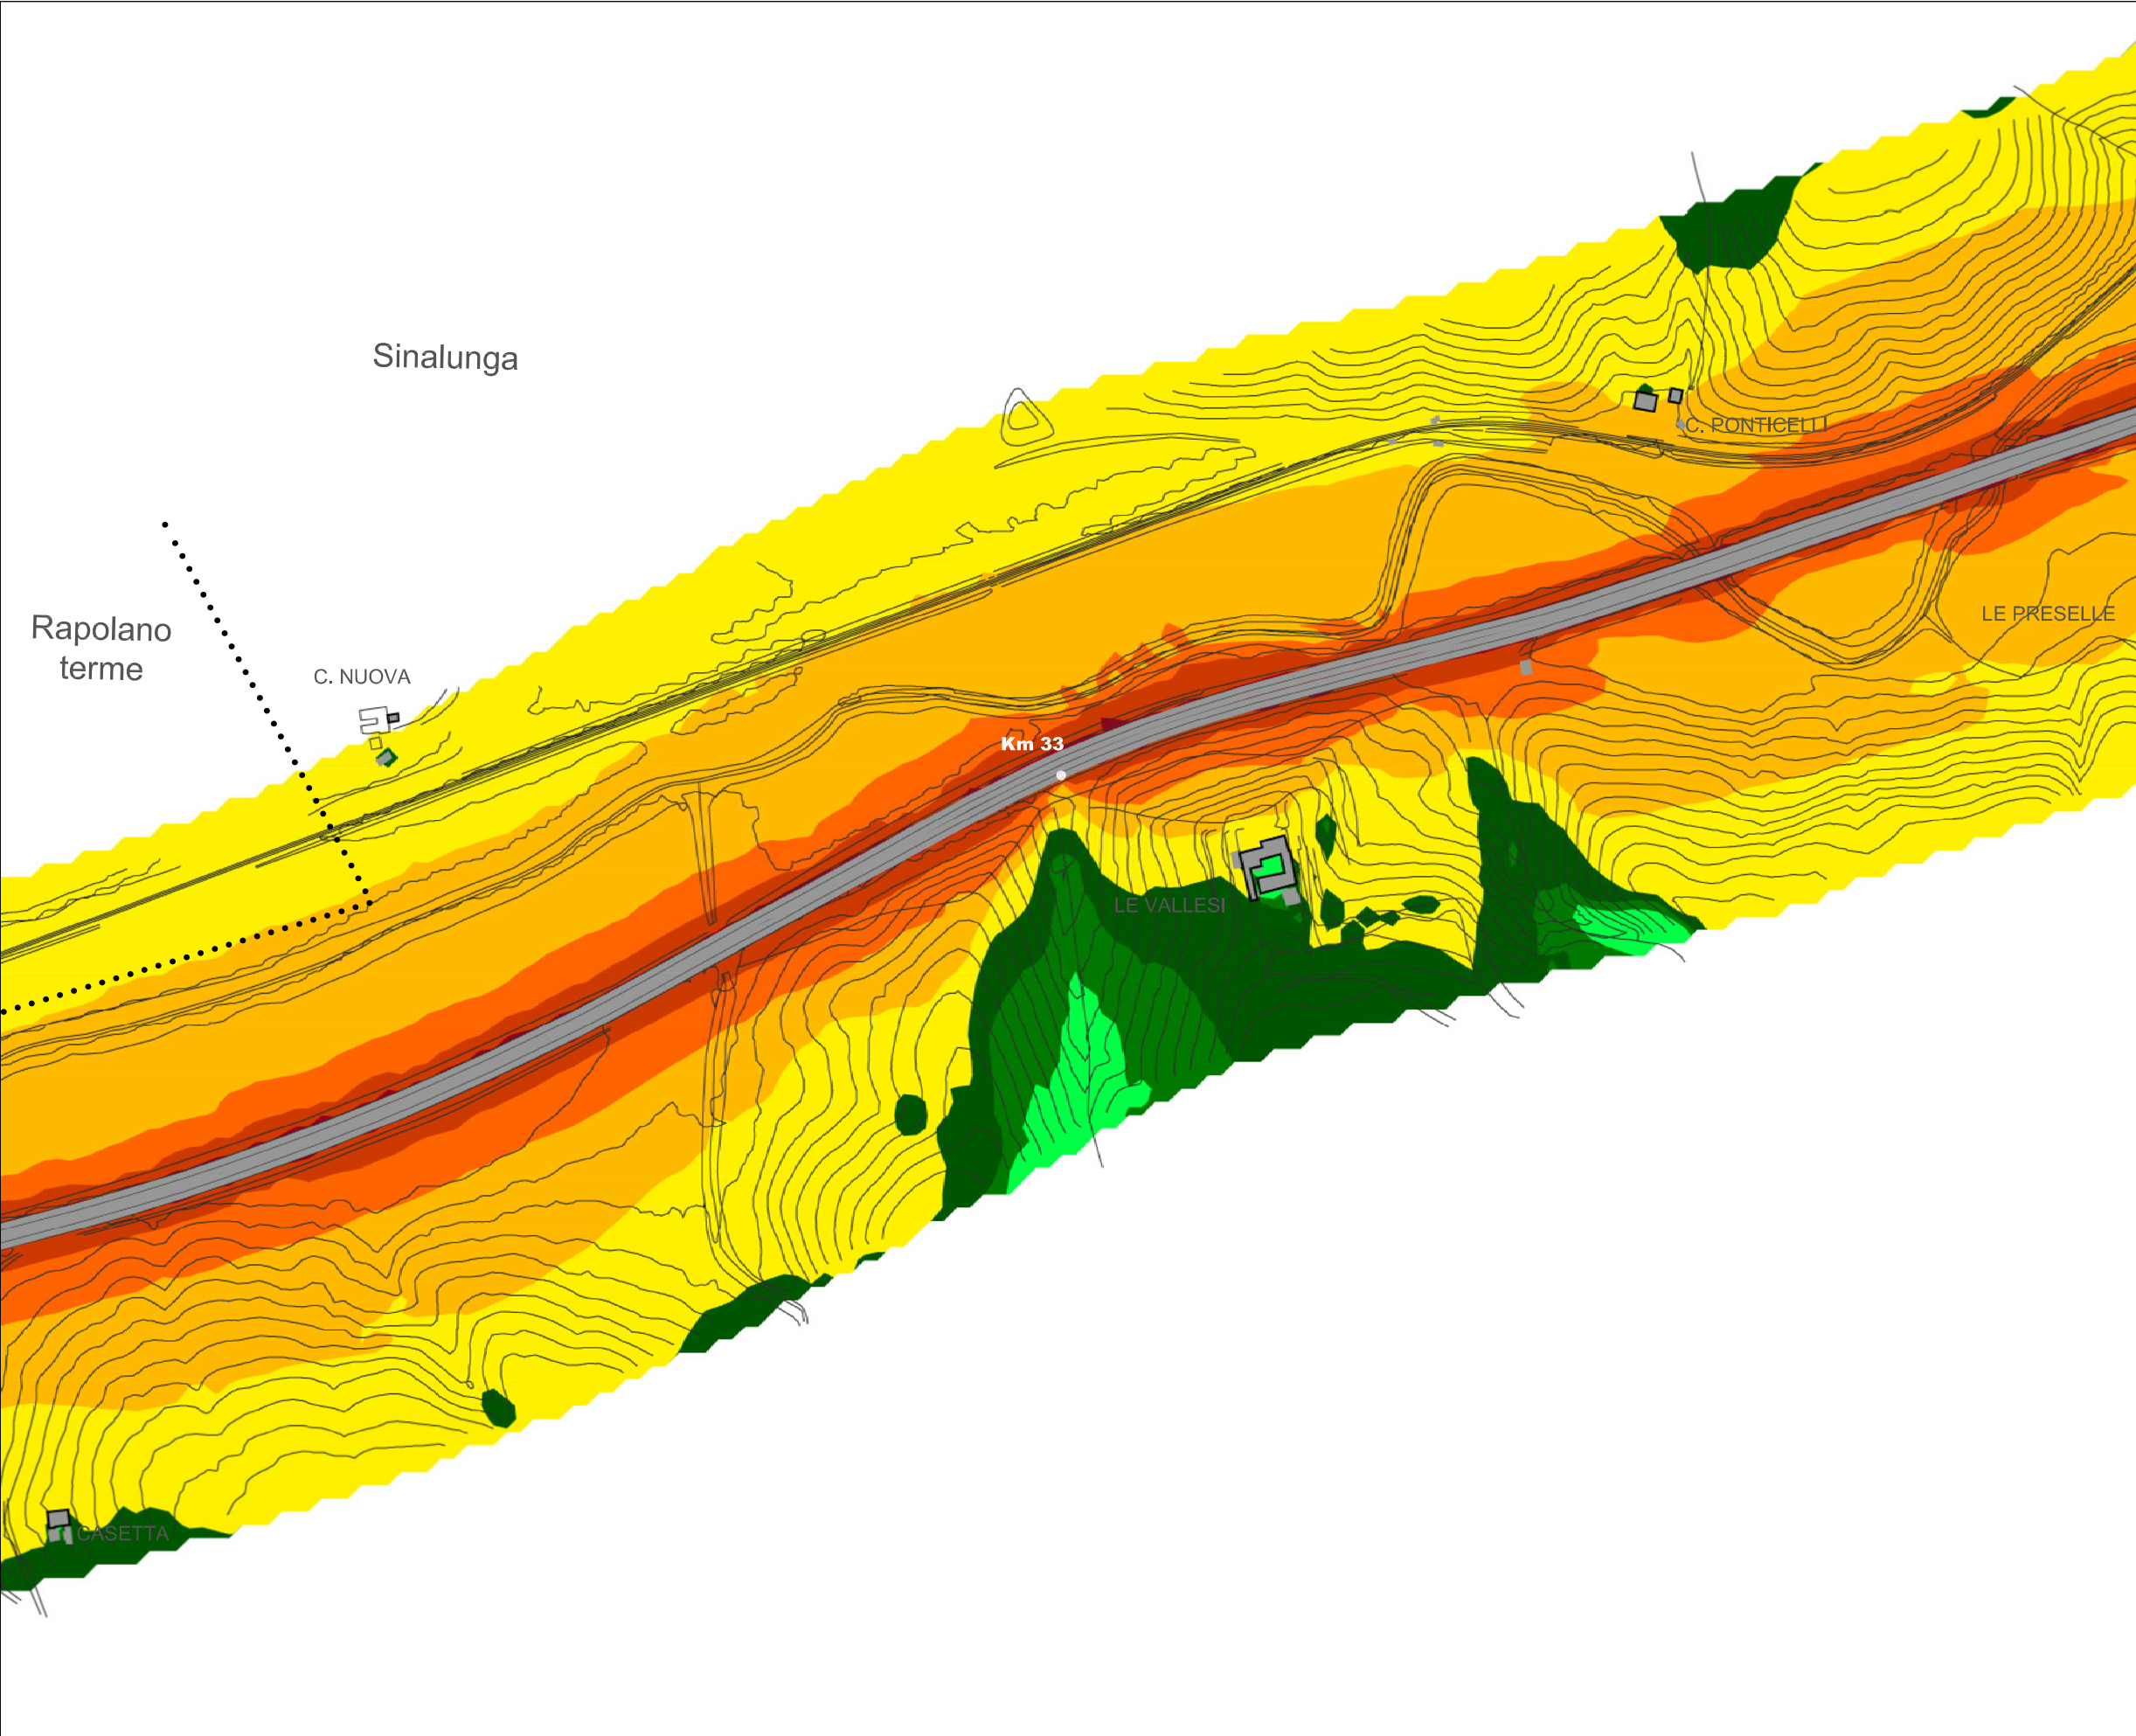 Sinalunga
Rapolano
terme
C. NUOVA
C. PONTICELLI
LE PRESELLE
Km 33
LE VALLESI
CASETTA